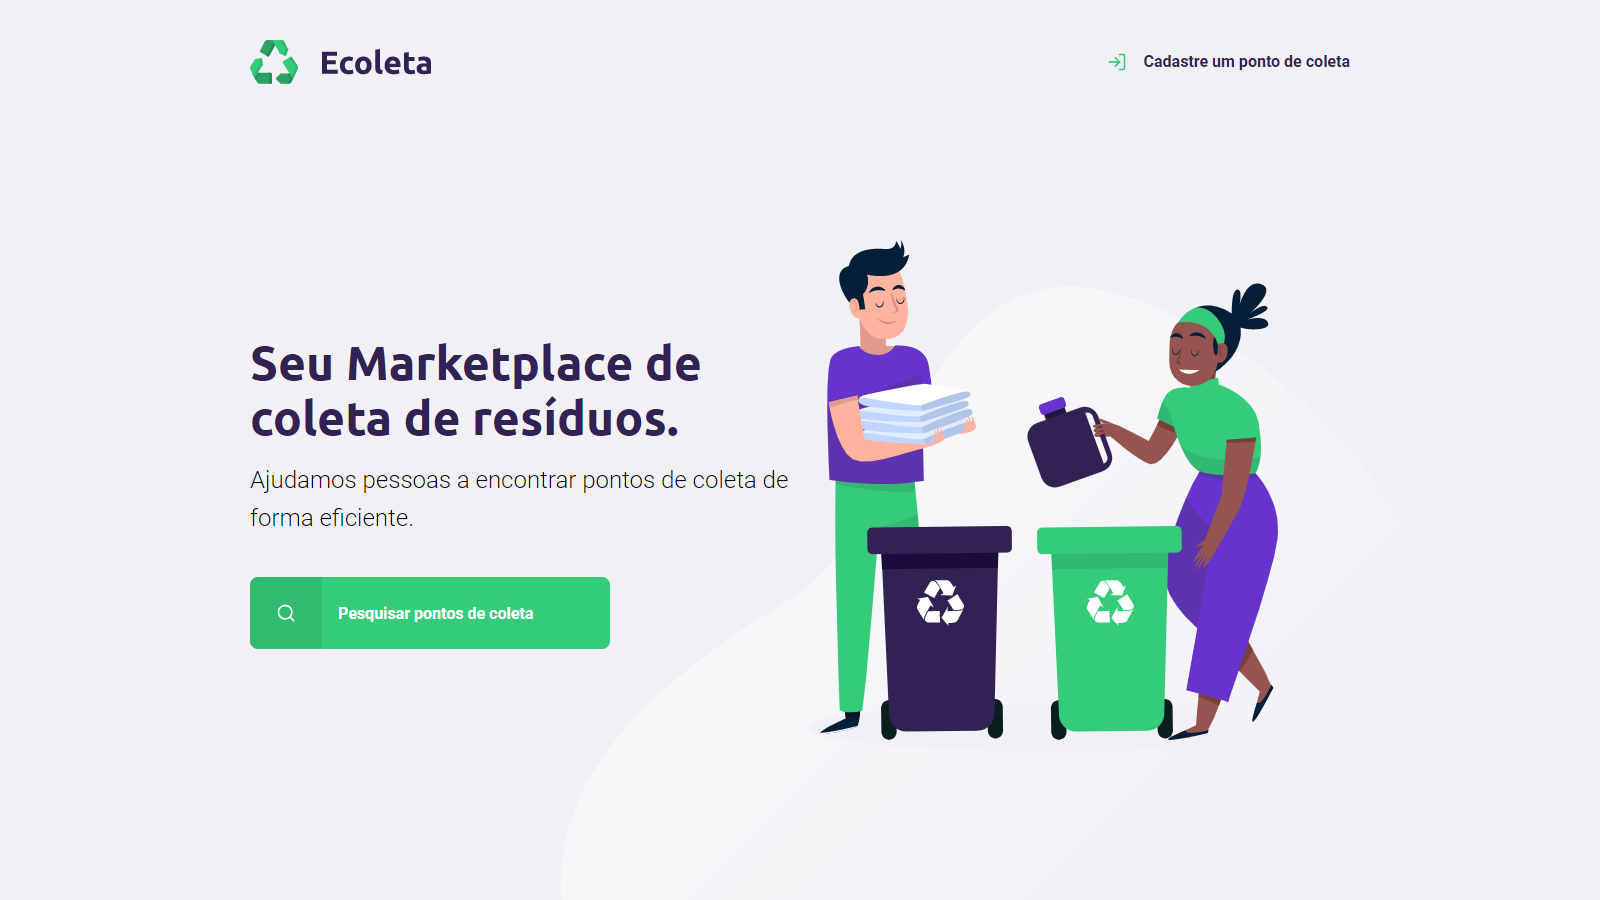 Ecoleta
Cadastre um ponto de coleta
Seu Marketplace de
coleta de resíduos.
Ajudamos pessoas a encontrar pontos de coleta de
forma eficiente.
Pesquisar pontos de coleta